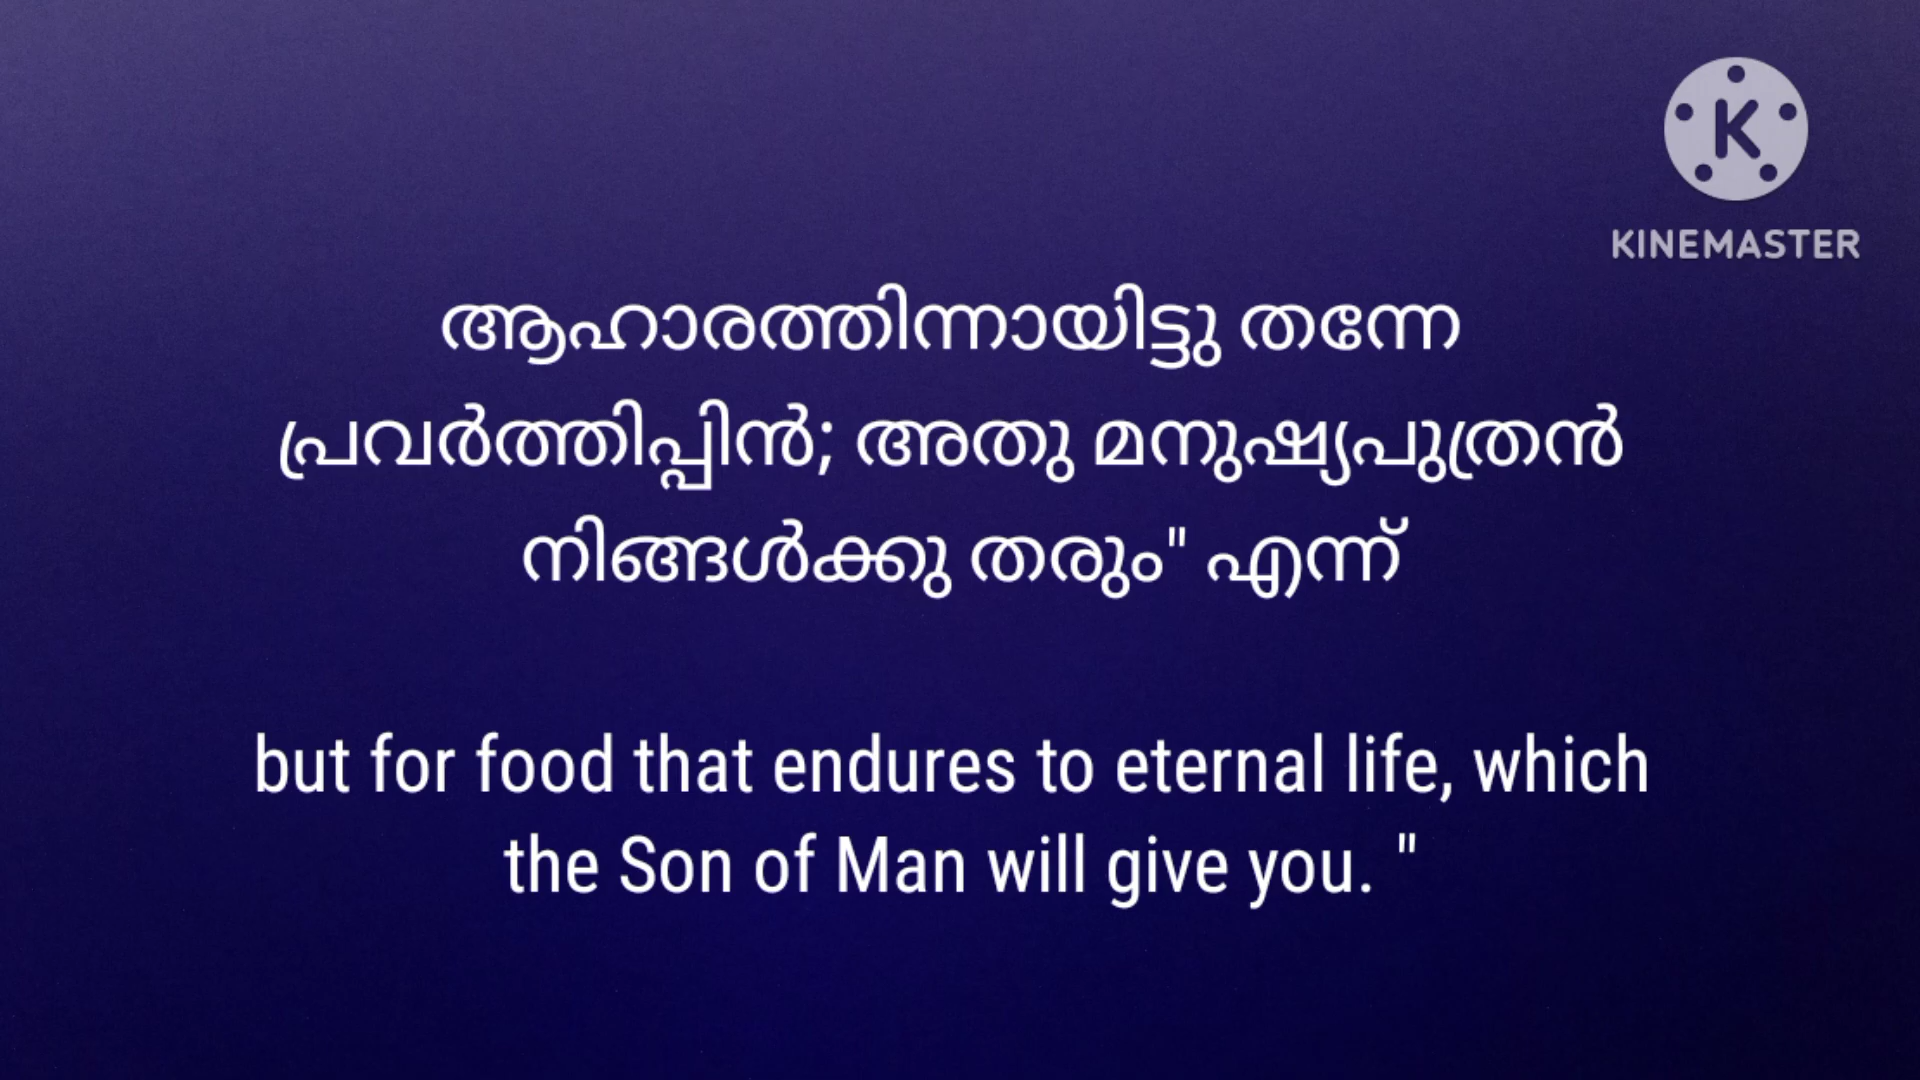 K
KINEMASTER
ആഹാരത്തിന്നായിട്ടു തന്നേ
പ്രവർത്തിപ്പിൻ; അതു മനുഷ്യപുത്രൻ
നിങ്ങൾക്കു തരും" എന്ന്
but for food that endures to eternal life, which
the Son of Man will give you. "